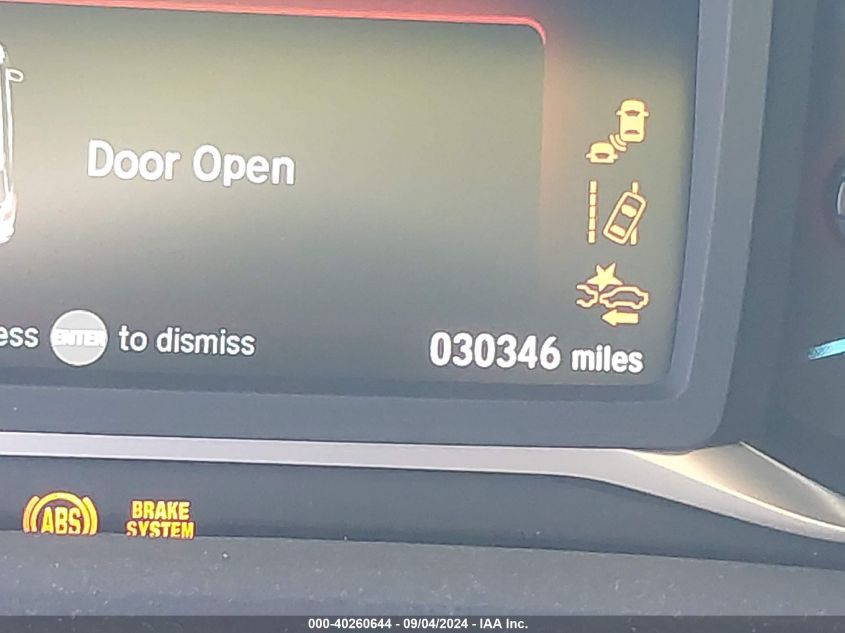 Door Open
ess ENTER to dismiss
030346 miles
ABS
BRAKE
SYSTEM
000-40260644 - 09/04/2024 - IAA Inc.